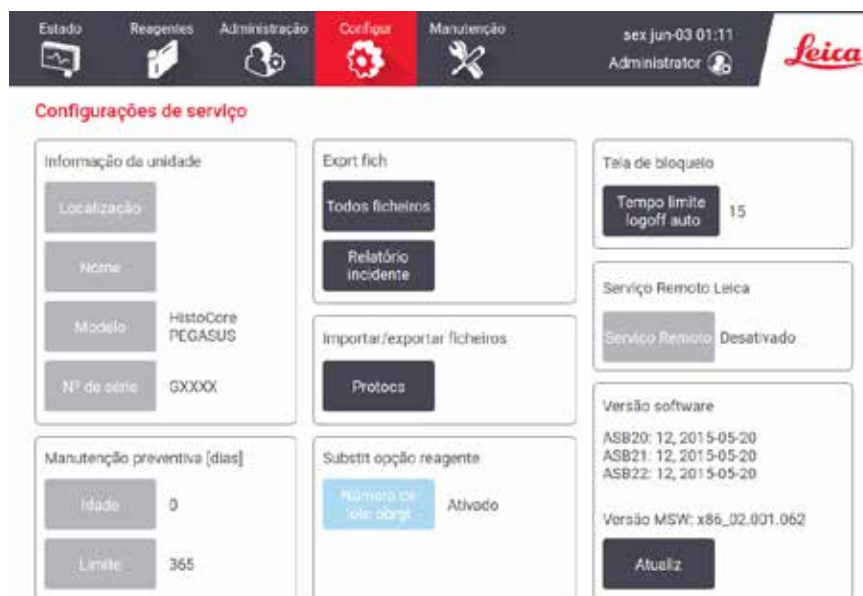 Estado
Reagentes
Administração
Configur
Manutenção
sex jun-03 01:11
Administrator
Leica
Configurações de serviço
Informação da unidade
Localização
Nome
Modelo
HistoCore
PEGASUS
Nº de série
GXXXX
Manutenção preventiva [dias]
Idade
0
Limite
365
Exprt fich
Todos ficheiros
Relatório
incidente
Importar/exportar ficheiros
Protocs
Substit opção reagente
Número de
lote obrgt
Ativado
Tela de bloqueio
Tempo limite
logoff auto
15
Serviço Remoto Leica
Serviço Remoto
Desativado
Versão software
ASB20: 12, 2015-05-20
ASB21: 12, 2015-05-20
ASB22: 12, 2015-05-20
Versão MSW: x86_02.001.062
Atualiz